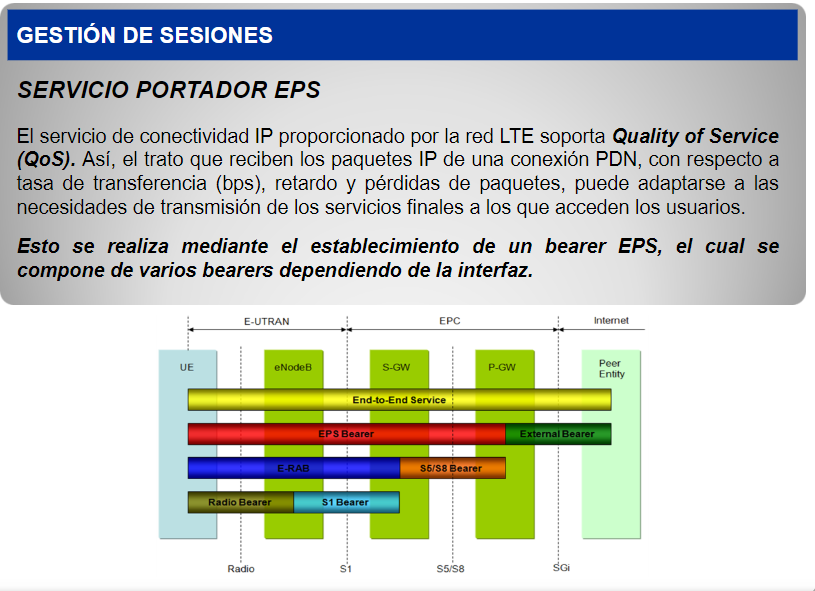 GESTIÓN DE SESIONES
SERVICIO PORTADOR EPS
El servicio de conectividad IP proporcionado por la red LTE soporta Quality of Service
(QoS). Así, el trato que reciben los paquetes IP de una conexión PDN, con respecto a
tasa de transferencia (bps), retardo y pérdidas de paquetes, puede adaptarse a las
necesidades de transmisión de los servicios finales a los que acceden los usuarios.
Esto se realiza mediante el establecimiento de un bearer EPS, el cual se
compone de varios bearers dependiendo de la interfaz.
E-UTRAN EPC Internet
UE eNodeB S-GW P-GW Peer
Entity
End-to-End Service
EPS Bearer External Bearer
E-RAB S5/S8 Bearer
Radio Bearer S1 Bearer
Radio S1 S5/S8 SGi